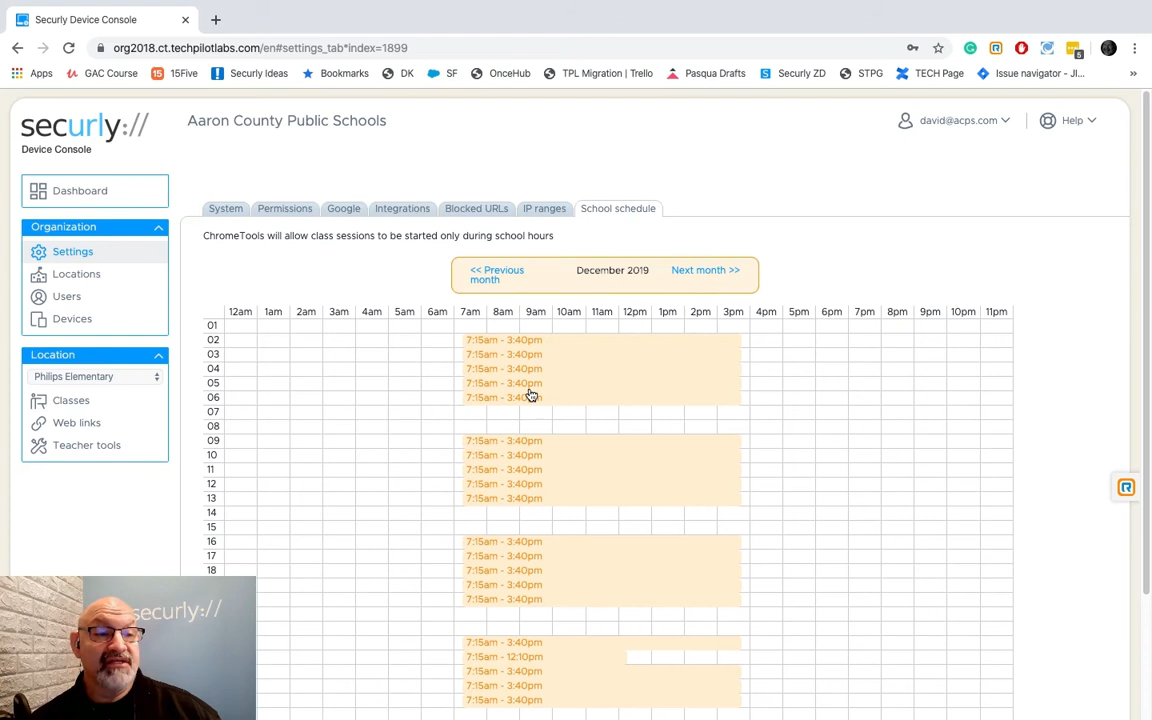 Securly Device Console
org2018.ct.techpilotlabs.com/en#settings_tab*index=1899
Apps GAC Course 15Five Securly Ideas Bookmarks DK SF OnceHub TPL Migration | Trello Pasqua Drafts Securly ZD STPG TECH Page Issue navigator - JI... »
securly://
Device Console
Aaron County Public Schools
david@acps.com
Help
Dashboard
Organization
Settings
Locations
Users
Devices
Location
Philips Elementary
Classes
Web links
Teacher tools
System Permissions Google Integrations Blocked URLs IP ranges School schedule
ChromeTools will allow class sessions to be started only during school hours
<< Previous month December 2019 Next month >>
12am 1am 2am 3am 4am 5am 6am 7am 8am 9am 10am 11am 12pm 1pm 2pm 3pm 4pm 5pm 6pm 7pm 8pm 9pm 10pm 11pm
01
02 7:15am - 3:40pm
03 7:15am - 3:40pm
04 7:15am - 3:40pm
05 7:15am - 3:40pm
06 7:15am - 3:40pm
07
08
09 7:15am - 3:40pm
10 7:15am - 3:40pm
11 7:15am - 3:40pm
12 7:15am - 3:40pm
13 7:15am - 3:40pm
14
15
16 7:15am - 3:40pm
17 7:15am - 3:40pm
18 7:15am - 3:40pm
7:15am - 3:40pm
7:15am - 3:40pm
7:15am - 3:40pm
7:15am - 12:10pm
7:15am - 3:40pm
7:15am - 3:40pm
7:15am - 3:40pm
securly://